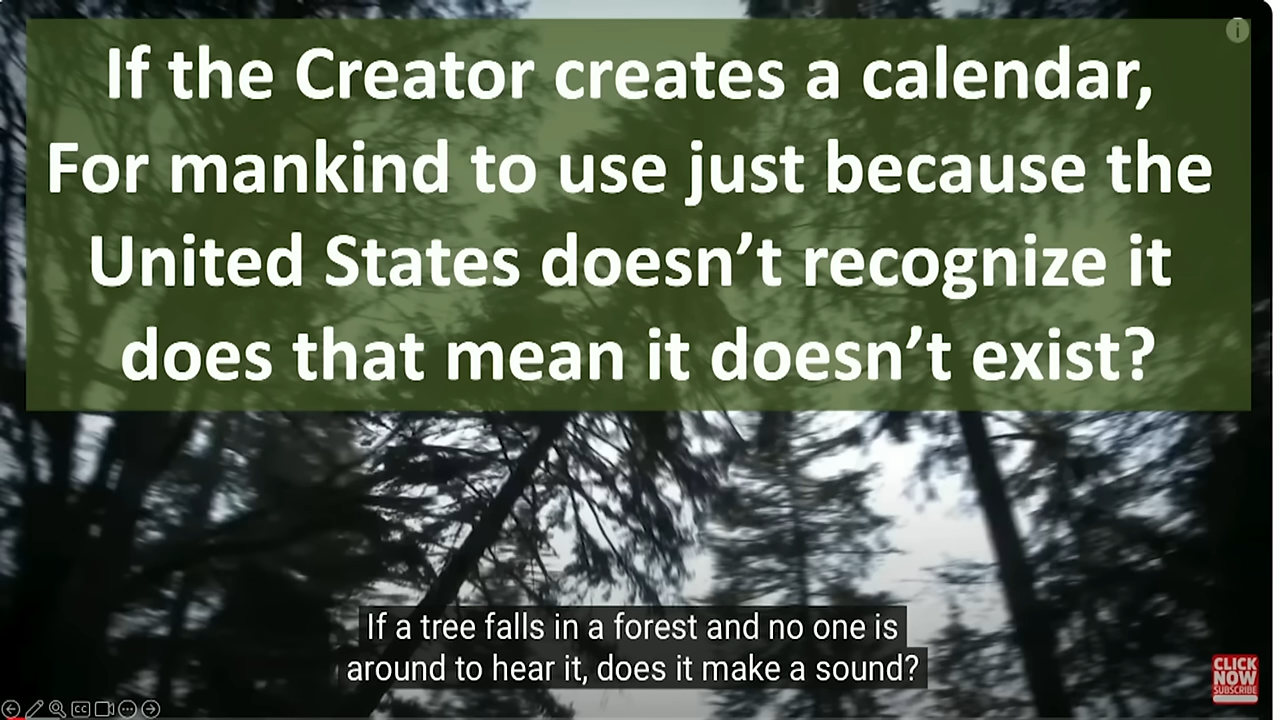 If the Creator creates a calendar,
For mankind to use just because the
United States doesn’t recognize it
does that mean it doesn’t exist?
If a tree falls in a forest and no one is
around to hear it, does it make a sound?
CLICK
NOW
SUBSCRIBE
CC
i